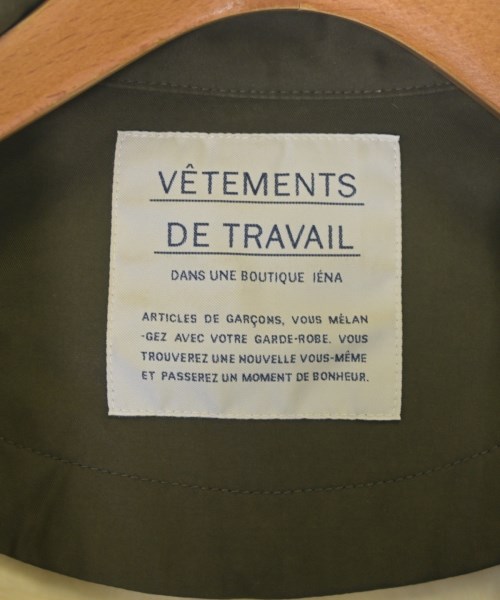 VÊTEMENTS
DE TRAVAIL
DANS UNE BOUTIQUE IÉNA
ARTICLES DE GARÇONS, VOUS MÊLAN
-GEZ AVEC VOTRE GARDE-ROBE. VOUS
TROUVEREZ UNE NOUVELLE VOUS-MÊME
ET PASSEREZ UN MOMENT DE BONHEUR.